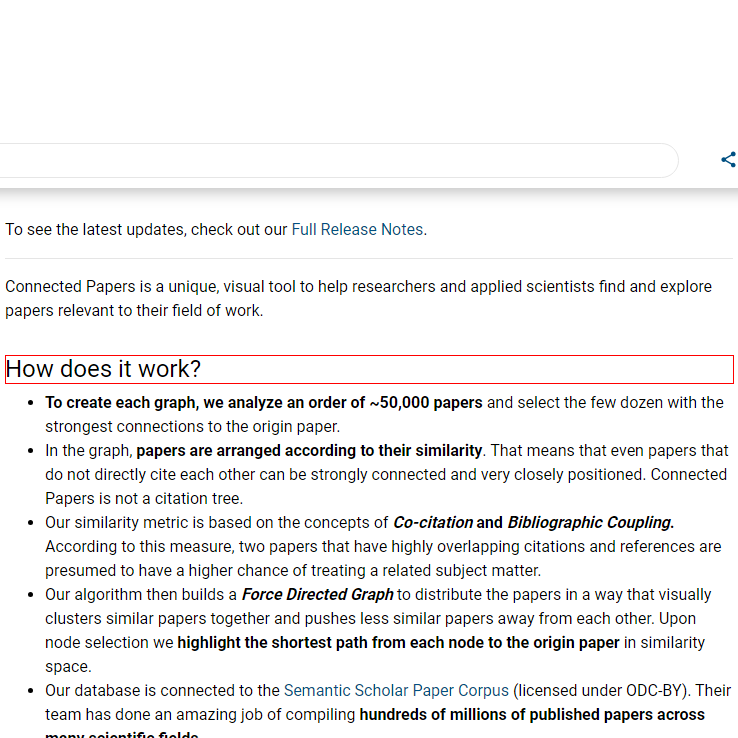 To see the latest updates, check out our Full Release Notes.
Connected Papers is a unique, visual tool to help researchers and applied scientists find and explore
papers relevant to their field of work.
How does it work?
• To create each graph, we analyze an order of ~50,000 papers and select the few dozen with the
strongest connections to the origin paper.
• In the graph, papers are arranged according to their similarity. That means that even papers that
do not directly cite each other can be strongly connected and very closely positioned. Connected
Papers is not a citation tree.
• Our similarity metric is based on the concepts of Co-citation and Bibliographic Coupling.
According to this measure, two papers that have highly overlapping citations and references are
presumed to have a higher chance of treating a related subject matter.
• Our algorithm then builds a Force Directed Graph to distribute the papers in a way that visually
clusters similar papers together and pushes less similar papers away from each other. Upon
node selection we highlight the shortest path from each node to the origin paper in similarity
space.
• Our database is connected to the Semantic Scholar Paper Corpus (licensed under ODC-BY). Their
team has done an amazing job of compiling hundreds of millions of published papers across
many scientific fields.